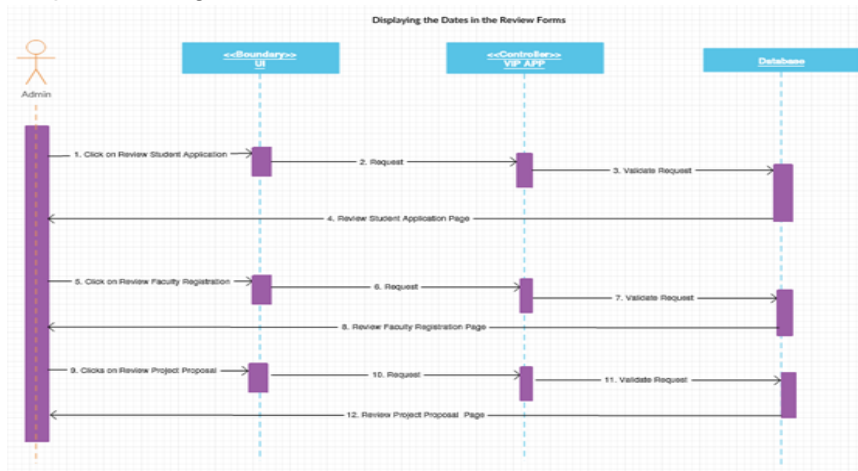 Displaying the Dates in the Review Forms
<<Boundary>>
UI
<<Controller>>
VIP APP
Database
Admin
1. Click on Review Student Application
2. Request
3. Validate Request
4. Review Student Application Page
5. Click on Review Faculty Registration
6. Request
7. Validate Request
8. Review Faculty Registration Page
9. Clicks on Review Project Proposal
10. Request
11. Validate Request
12. Review Project Proposal Page